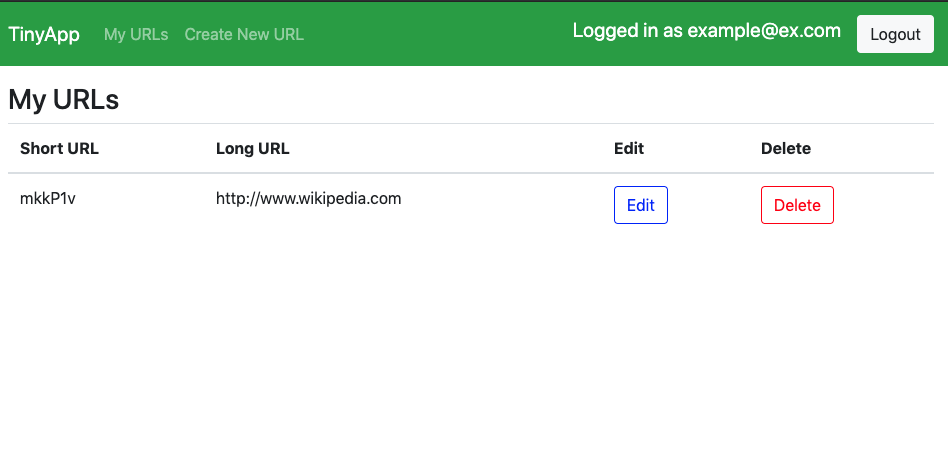 TinyApp My URLs Create New URL Logged in as example@ex.com Logout
My URLs
Short URL Long URL Edit Delete
mkkP1v http://www.wikipedia.com Edit Delete